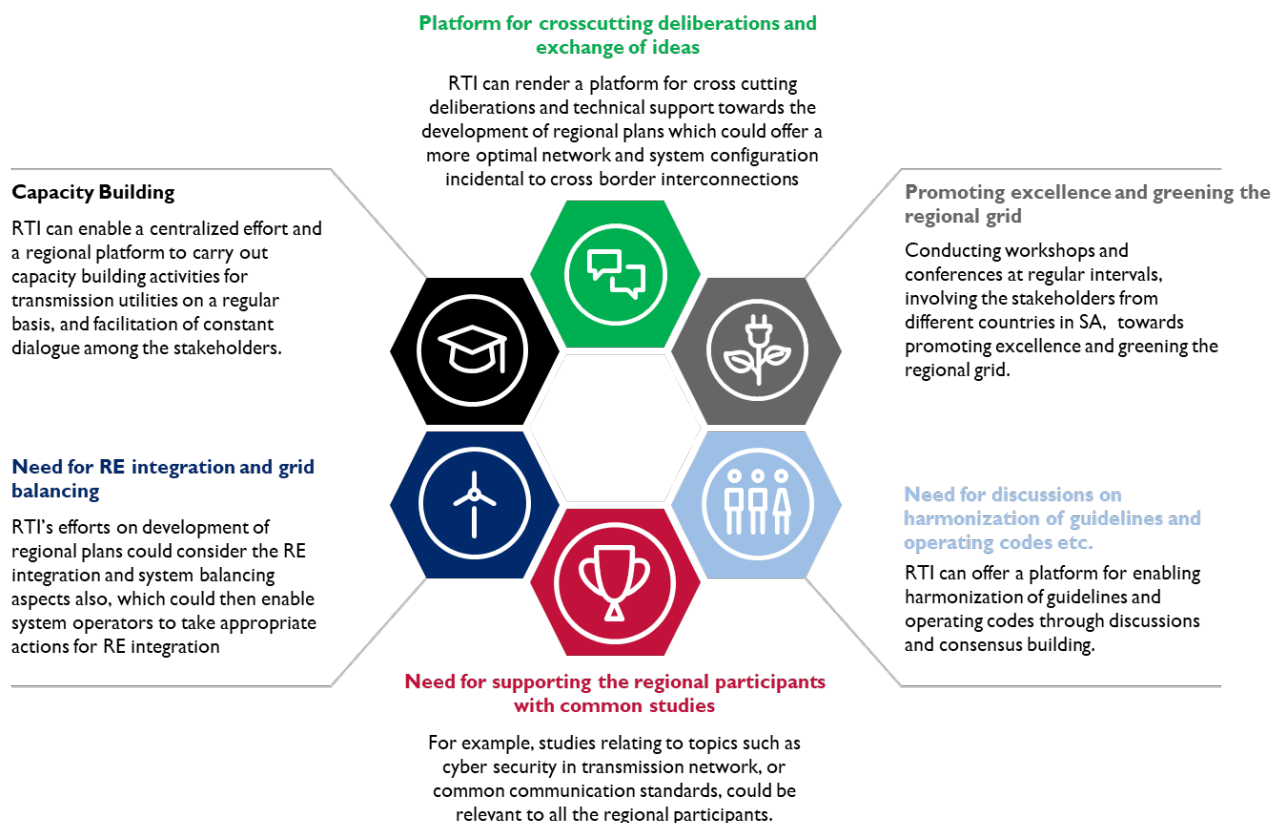 Platform for crosscutting deliberations and
exchange of ideas
RTI can render a platform for cross cutting
deliberations and technical support towards the
development of regional plans which could offer a
more optimal network and system configuration
incidental to cross border interconnections
Capacity Building
RTI can enable a centralized effort and
a regional platform to carry out
capacity building activities for
transmission utilities on a regular
basis, and facilitation of constant
dialogue among the stakeholders.
Promoting excellence and greening the
regional grid
Conducting workshops and
conferences at regular intervals,
involving the stakeholders from
different countries in SA, towards
promoting excellence and greening the
regional grid.
Need for RE integration and grid
balancing
RTI's efforts on development of
regional plans could consider the RE
integration and system balancing
aspects also, which could then enable
system operators to take appropriate
actions for RE integration
Need for discussions on
harmonization of guidelines and
operating codes etc.
RTI can offer a platform for enabling
harmonization of guidelines and
operating codes through discussions
and consensus building.
Need for supporting the regional participants
with common studies
For example, studies relating to topics such as
cyber security in transmission network, or
common communication standards, could be
relevant to all the regional participants.